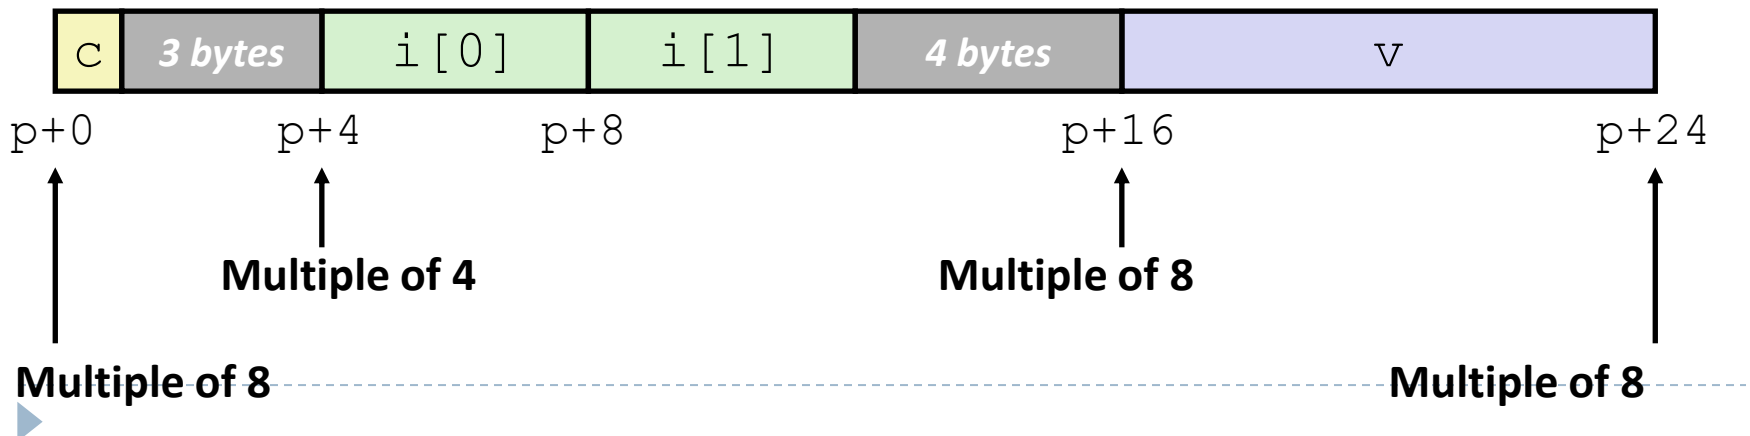 c 3 bytes i[0] i[1] 4 bytes v
p+0 p+4 p+8 p+16 p+24
Multiple of 4 Multiple of 8
Multiple of 8 Multiple of 8